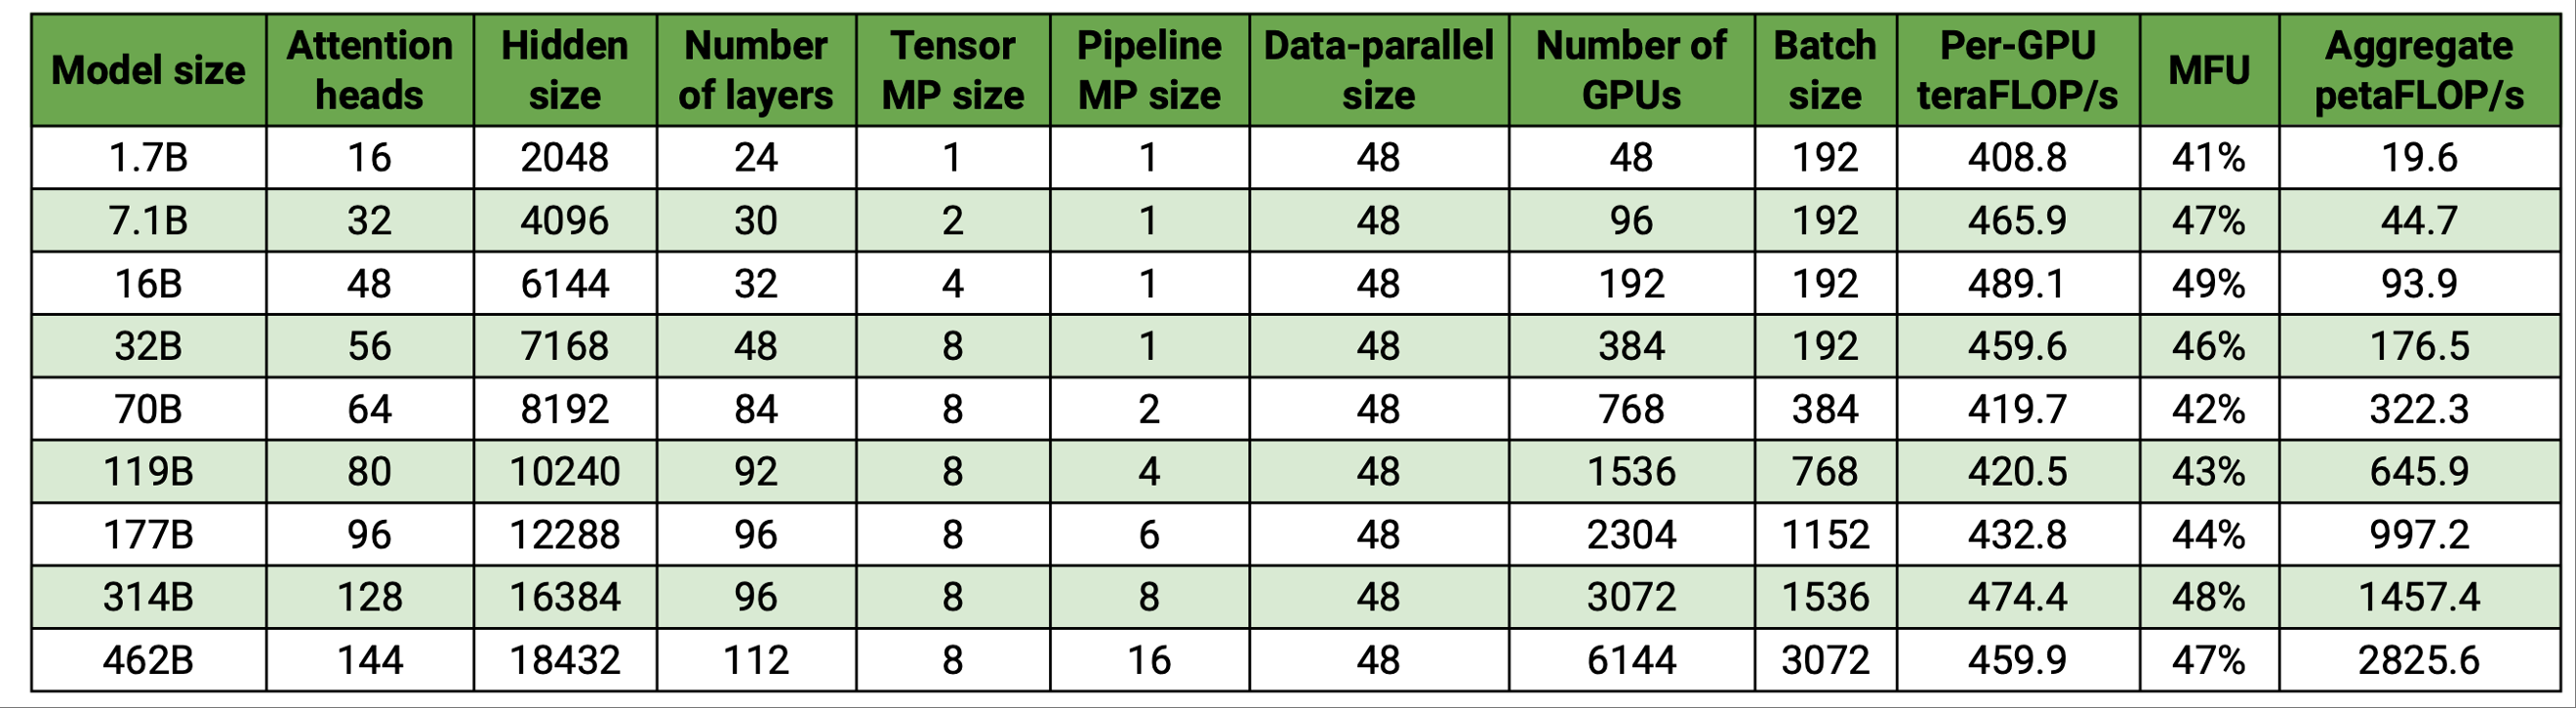 Model size Attention heads Hidden size Number of layers Tensor MP size Pipeline MP size Data-parallel size Number of GPUs Batch size Per-GPU teraFLOP/s MFU Aggregate petaFLOP/s
1.7B 16 2048 24 1 1 48 48 192 408.8 41% 19.6
7.1B 32 4096 30 2 1 48 96 192 465.9 47% 44.7
16B 48 6144 32 4 1 48 192 192 489.1 49% 93.9
32B 56 7168 48 8 1 48 384 192 459.6 46% 176.5
70B 64 8192 84 8 2 48 768 384 419.7 42% 322.3
119B 80 10240 92 8 4 48 1536 768 420.5 43% 645.9
177B 96 12288 96 8 6 48 2304 1152 432.8 44% 997.2
314B 128 16384 96 8 8 48 3072 1536 474.4 48% 1457.4
462B 144 18432 112 8 16 48 6144 3072 459.9 47% 2825.6